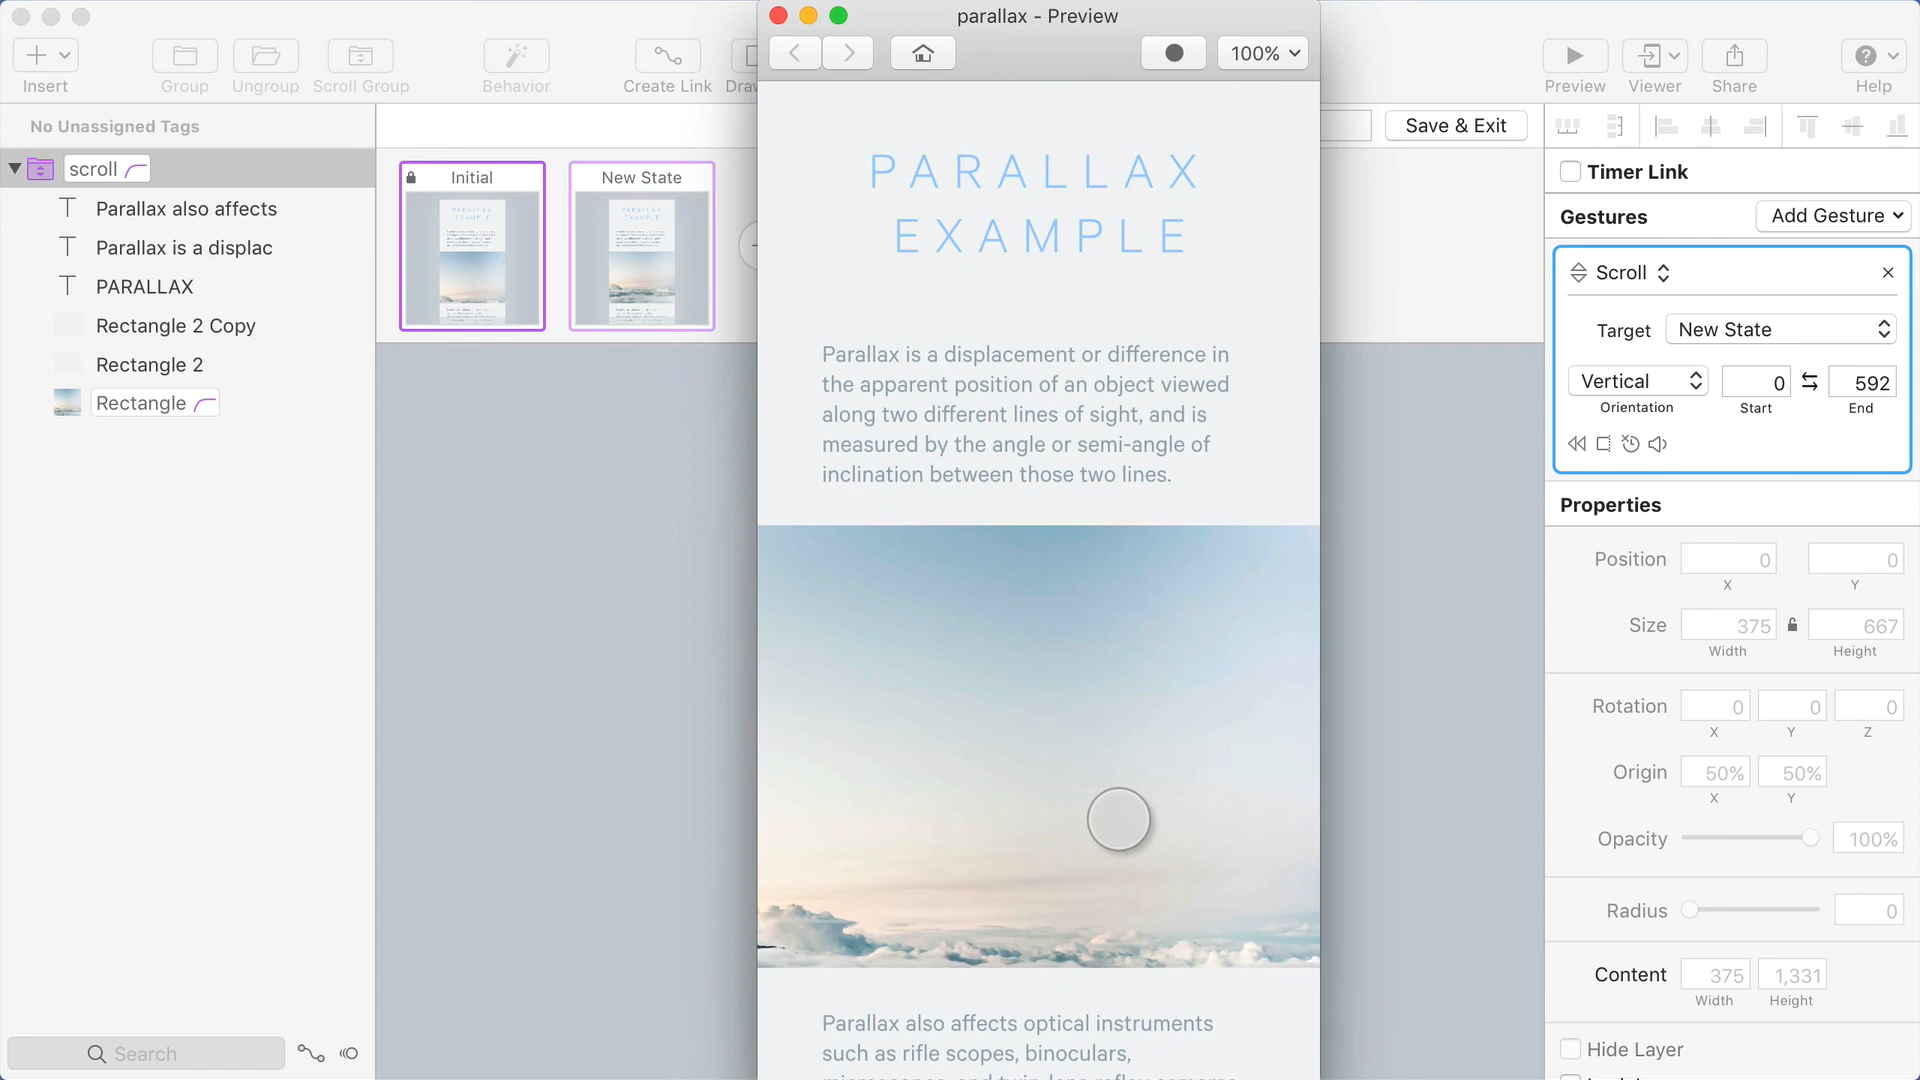 parallax - Preview
100%
Insert
Group
Ungroup
Scroll Group
Behavior
Create Link
Preview
Viewer
Share
Help
No Unassigned Tags
Save & Exit
scroll
Parallax also affects
Parallax is a displac
PARALLAX
Rectangle 2 Copy
Rectangle 2
Rectangle
Search
Initial
New State
PARALLAX
EXAMPLE
Parallax is a displacement or difference in
the apparent position of an object viewed
along two different lines of sight, and is
measured by the angle or semi-angle of
inclination between those two lines.
Parallax also affects optical instruments
such as rifle scopes, binoculars,
Timer Link
Gestures
Add Gesture
Scroll
Target
New State
Vertical
0
592
Orientation
Start
End
Properties
Position
0
0
X
Y
Size
375
667
Width
Height
Rotation
0
0
0
X
Y
Z
Origin
50%
50%
X
Y
Opacity
100%
Radius
0
Content
375
1,331
Width
Height
Hide Layer